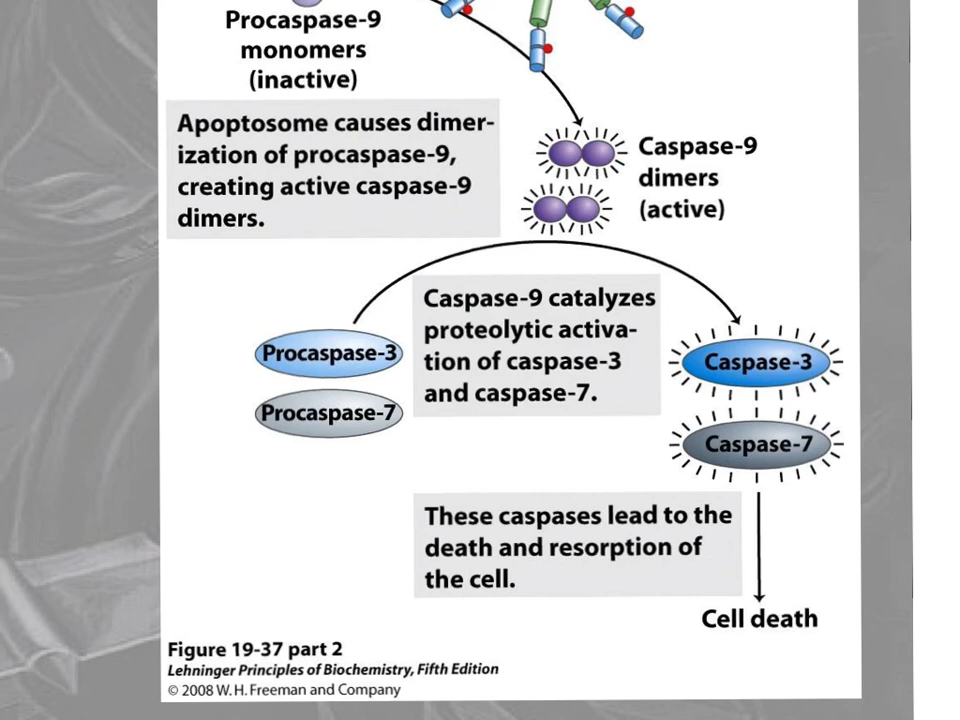 Procaspase-9
monomers
(inactive)
Apoptosome causes dimer-
ization of procaspase-9,
creating active caspase-9
dimers.
Caspase-9
dimers
(active)
Caspase-9 catalyzes
proteolytic activa-
tion of caspase-3
and caspase-7.
Procaspase-3
Procaspase-7
Caspase-3
Caspase-7
These caspases lead to the
death and resorption of
the cell.
Cell death
Figure 19-37 part 2
Lehninger Principles of Biochemistry, Fifth Edition
© 2008 W. H. Freeman and Company